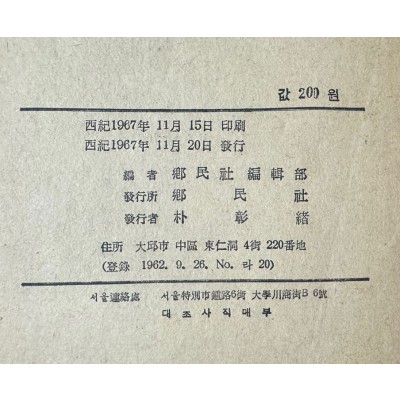 값 200 원
西紀1967年 11月 15日 印刷
西紀1967年 11月 20日 發行
編者 鄕民社編輯部
發行所 鄕民社
發行者 朴彰緖
住所 大邱市 中區 東仁洞 4街 220番地
(登錄 1962. 9. 26. No. 라 20)
서울連絡處 서울特別市鍾路6街 大學川商街B 6號
대조사직매부